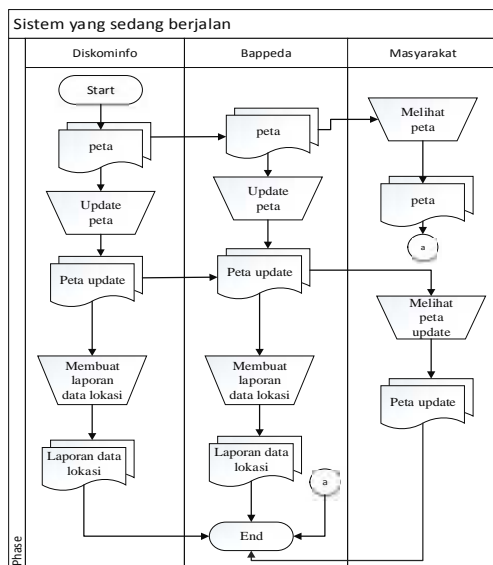 Sistem yang sedang berjalan
Diskominfo
Bappeda
Masyarakat
Phase
Start
peta
Update
peta
Peta update
Membuat
laporan
data lokasi
Laporan data
lokasi
peta
Update
peta
Peta update
Membuat
laporan
data lokasi
Laporan data
lokasi
a
End
Melihat
peta
peta
a
Melihat
peta
update
Peta update